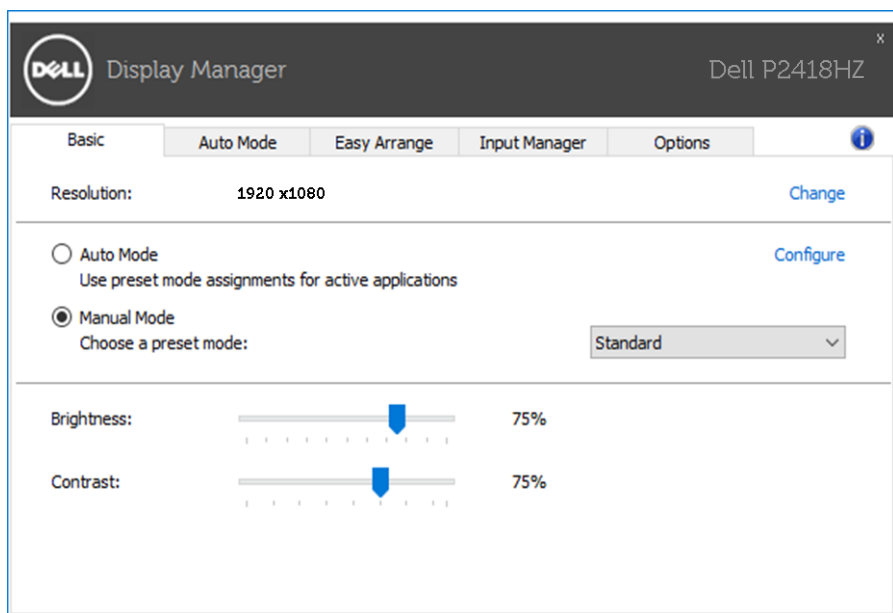 x
DELL Display Manager Dell P2418HZ
Basic Auto Mode Easy Arrange Input Manager Options i
Resolution: 1920 x1080 Change
Auto Mode Configure
Use preset mode assignments for active applications
Manual Mode
Choose a preset mode: Standard
Brightness: 75%
Contrast: 75%